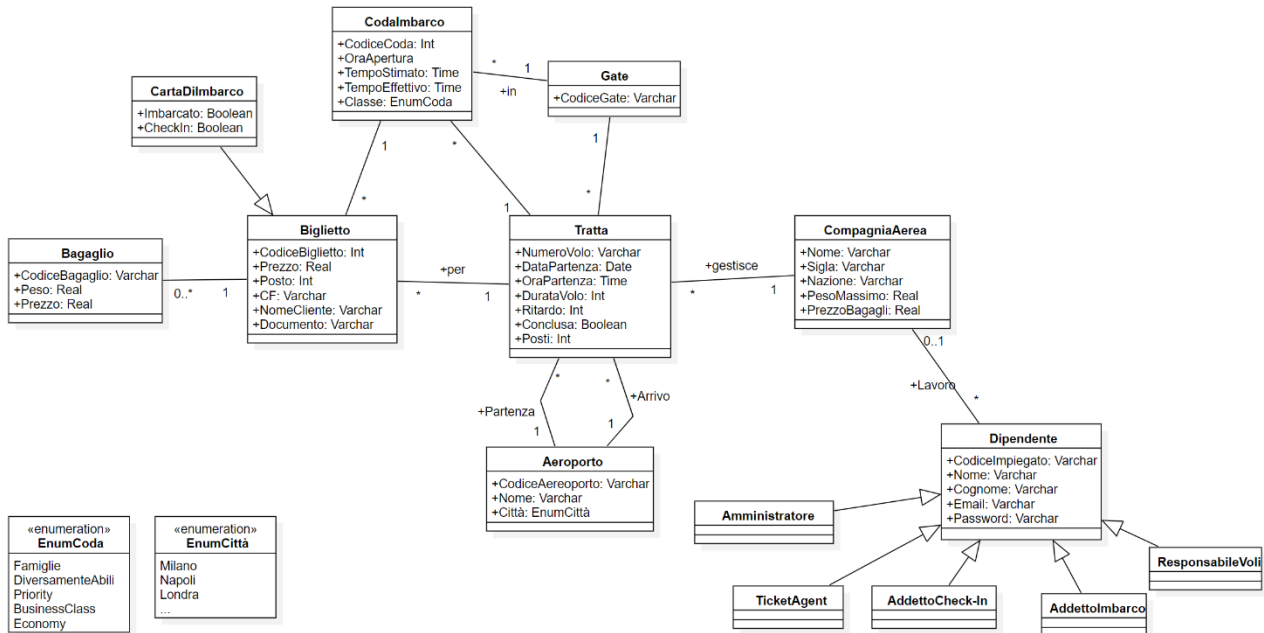 CodaImbarco
+CodiceCoda: Int
+OraApertura
+TempoStimato: Time
+TempoEffettivo: Time
+Classe: EnumCoda
*
1
+in
Gate
+CodiceGate: Varchar
CartaDiImbarco
+Imbarcato: Boolean
+CheckIn: Boolean
1
*
*
1
1
*
Bagaglio
+CodiceBagaglio: Varchar
+Peso: Real
+Prezzo: Real
0..*
1
Biglietto
+CodiceBiglietto: Int
+Prezzo: Real
+Posto: Int
+CF: Varchar
+NomeCliente: Varchar
+Documento: Varchar
+per
*
1
Tratta
+NumeroVolo: Varchar
+DataPartenza: Date
+OraPartenza: Time
+DurataVolo: Int
+Ritardo: Int
+Conclusa: Boolean
+Posti: Int
+gestisce
*
1
CompagniaAerea
+Nome: Varchar
+Sigla: Varchar
+Nazione: Varchar
+PesoMassimo: Real
+PrezzoBagagli: Real
0..1
+Lavoro
*
*
*
+Partenza
+Arrivo
1
1
Aeroporto
+CodiceAereoporto: Varchar
+Nome: Varchar
+Città: EnumCittà
Dipendente
+CodiceImpiegato: Varchar
+Nome: Varchar
+Cognome: Varchar
+Email: Varchar
+Password: Varchar
Amministratore
TicketAgent
AddettoCheck-In
AddettoImbarco
ResponsabileVoli
«enumeration»
EnumCoda
Famiglie
DiversamenteAbili
Priority
BusinessClass
Economy
«enumeration»
EnumCittà
Milano
Napoli
Londra
...